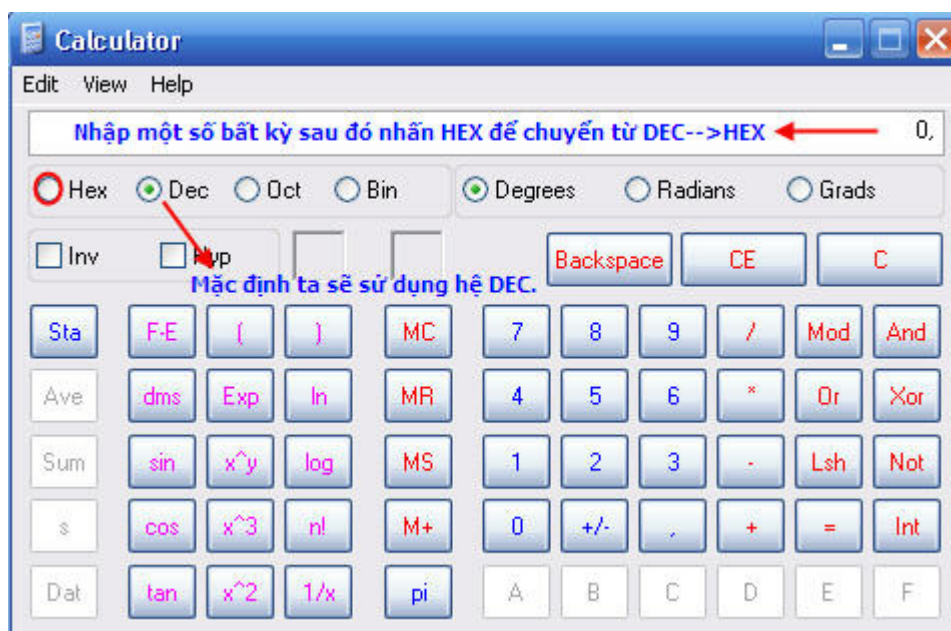 Calculator
Edit View Help
Nhập một số bất kỳ sau đó nhấn HEX để chuyển từ DEC-->HEX 0,
Hex Dec Oct Bin Degrees Radians Grads
Inv Hyp Backspace CE C
Mặc định ta sẽ sử dụng hệ DEC.
Sta F-E ( ) MC 7 8 9 / Mod And
Ave dms Exp ln MR 4 5 6 * Or Xor
Sum sin x^y log MS 1 2 3 - Lsh Not
s cos x^3 n! M+ 0 +/- , + = Int
Dat tan x^2 1/x pi A B C D E F